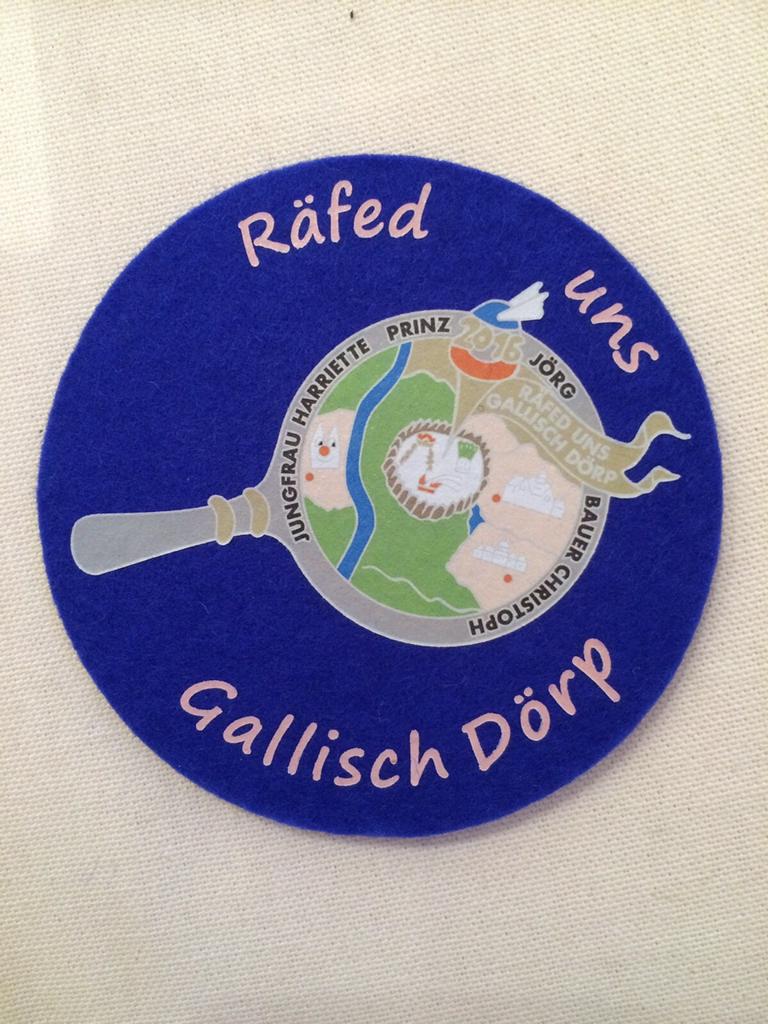 Räfed uns
JUNGFRAU HARRIETTE PRINZ 2016 JÖRG
RÄFED UNS
GALLISCH DÖRP
BAUER CHRISTOPH
Gallisch Dörp